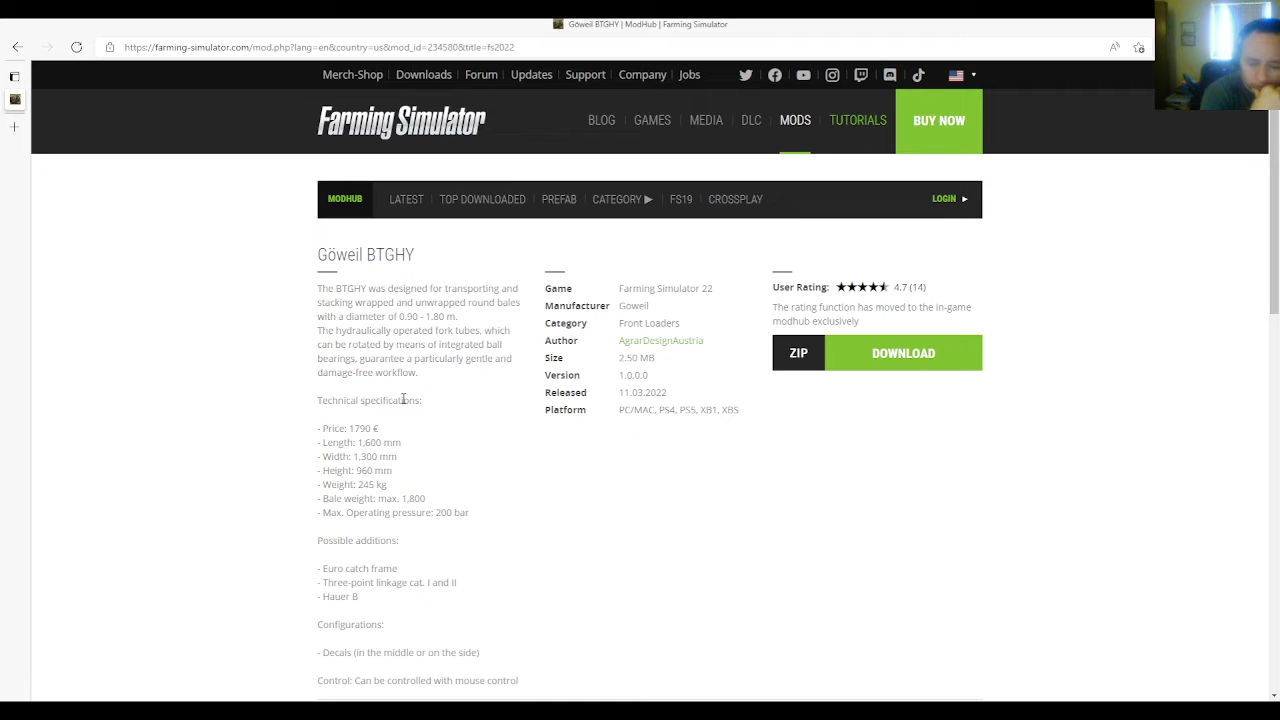 Göweil BTGHY | ModHub | Farming Simulator
https://farming-simulator.com/mod.php?lang=en&country=us&mod_id=234580&title=fs2022
Merch-Shop Downloads Forum Updates Support Company Jobs
Farming Simulator BLOG GAMES MEDIA DLC MODS TUTORIALS BUY NOW
MODHUB LATEST TOP DOWNLOADED PREFAB CATEGORY ▶ FS19 CROSSPLAY LOGIN ▶
Göweil BTGHY
The BTGHY was designed for transporting and
stacking wrapped and unwrapped round bales
with a diameter of 0.90 - 1.80 m.
The hydraulically operated fork tubes, which
can be rotated by means of integrated ball
bearings, guarantee a particularly gentle and
damage-free workflow.
Technical specifications:
- Price: 1790 €
- Length: 1,600 mm
- Width: 1,300 mm
- Height: 960 mm
- Weight: 245 kg
- Bale weight: max. 1,800
- Max. Operating pressure: 200 bar
Possible additions:
- Euro catch frame
- Three-point linkage cat. I and II
- Hauer B
Configurations:
- Decals (in the middle or on the side)
Control: Can be controlled with mouse control
Game Farming Simulator 22
Manufacturer Goweil
Category Front Loaders
Author AgrarDesignAustria
Size 2.50 MB
Version 1.0.0.0
Released 11.03.2022
Platform PC/MAC, PS4, PS5, XB1, XBS
User Rating: 4.7 (14)
The rating function has moved to the in-game
modhub exclusively
ZIP DOWNLOAD